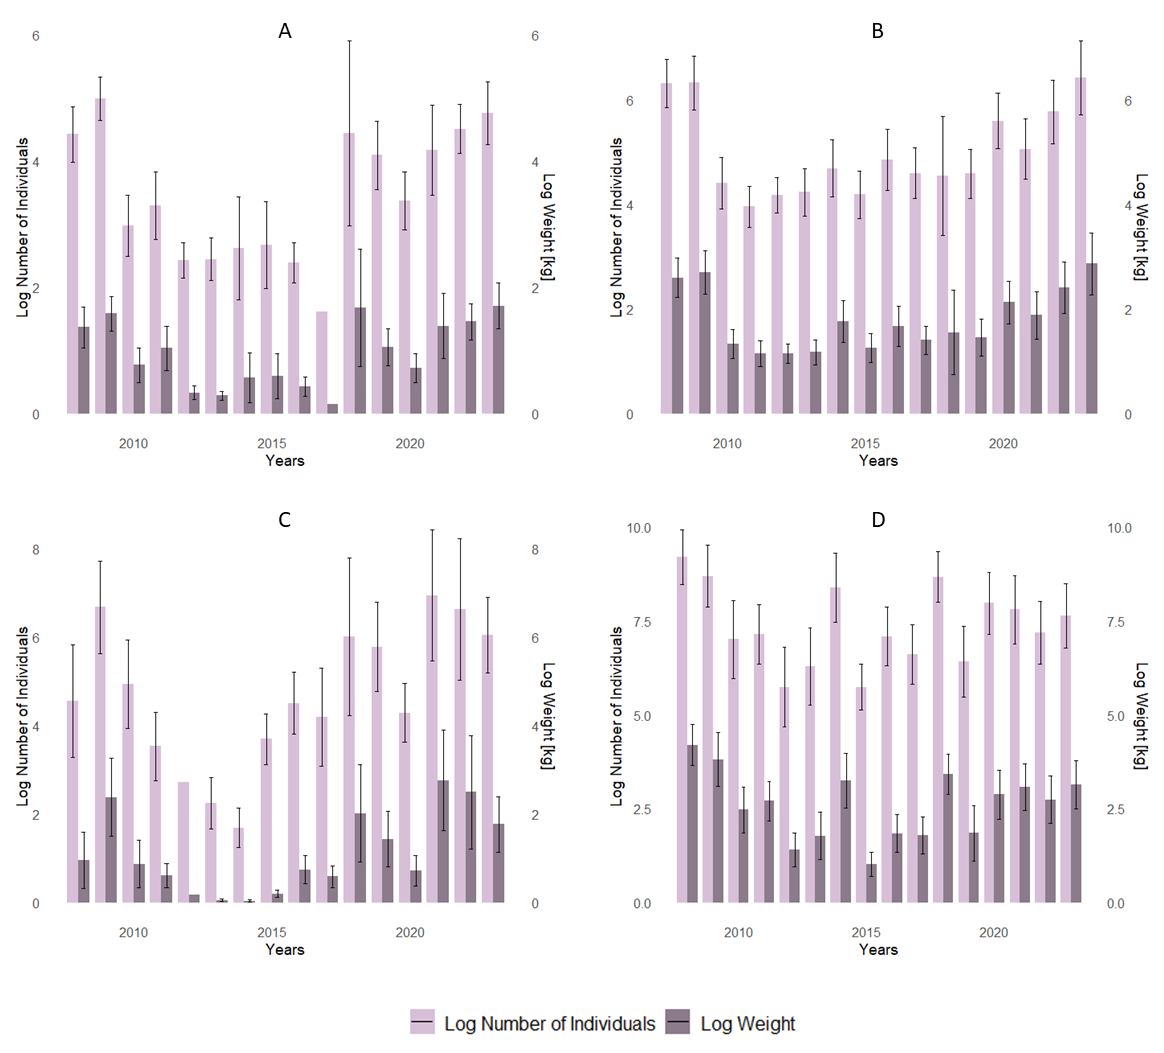 A
6
4
2
0
Log Number of Individuals
6
4
2
0
Log Weight [kg]
2010
2015
2020
Years
B
6
4
2
0
Log Number of Individuals
6
4
2
0
Log Weight [kg]
2010
2015
2020
Years
C
8
6
4
2
0
Log Number of Individuals
8
6
4
2
0
Log Weight [kg]
2010
2015
2020
Years
D
10.0
7.5
5.0
2.5
0.0
Log Number of Individuals
10.0
7.5
5.0
2.5
0.0
Log Weight [kg]
2010
2015
2020
Years
Log Number of Individuals
Log Weight